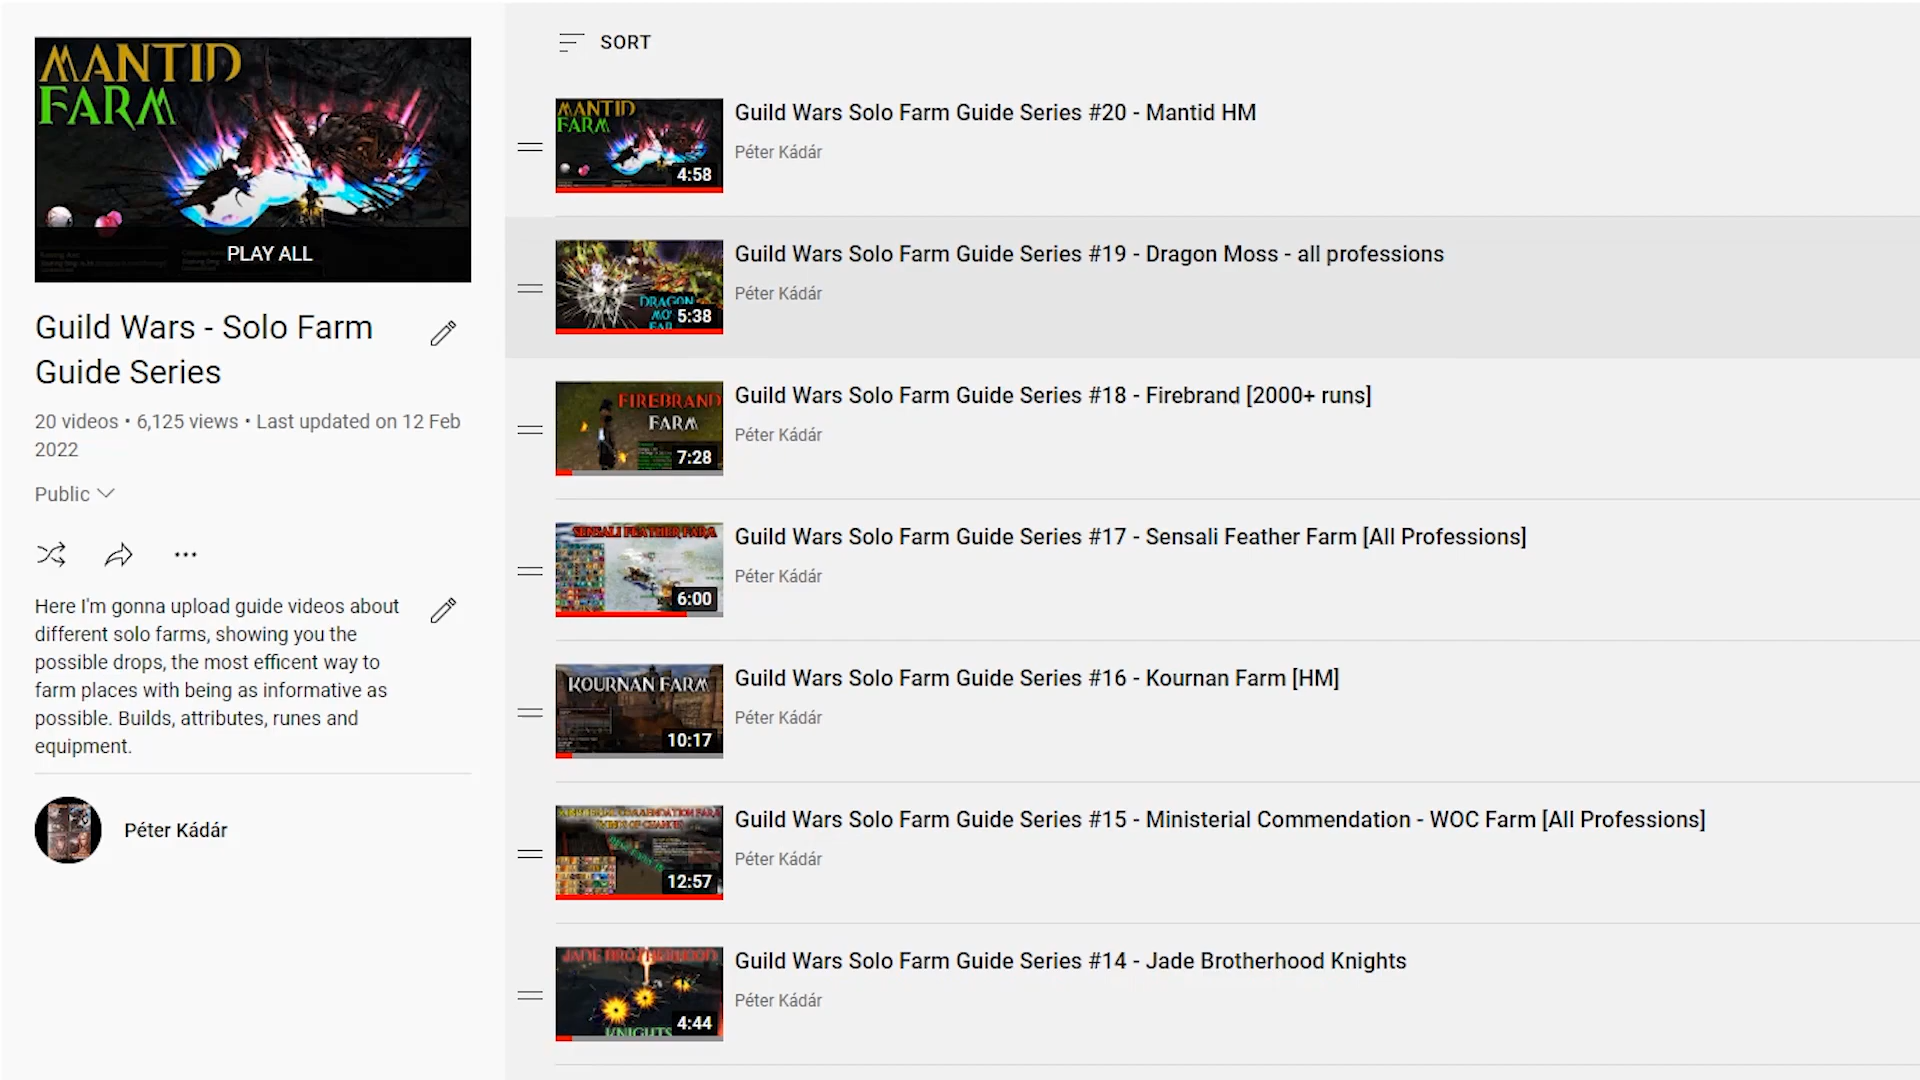 MANTID
FARM
PLAY ALL
Guild Wars - Solo Farm
Guide Series
20 videos • 6,125 views • Last updated on 12 Feb
2022
Public
Here I'm gonna upload guide videos about
different solo farms, showing you the
possible drops, the most efficent way to
farm places with being as informative as
possible. Builds, attributes, runes and
equipment.
Péter Kádár
SORT
MANTID
FARM
4:58
Guild Wars Solo Farm Guide Series #20 - Mantid HM
Péter Kádár
DRAGON
5:38
Guild Wars Solo Farm Guide Series #19 - Dragon Moss - all professions
Péter Kádár
FIREBRAND
FARM
7:28
Guild Wars Solo Farm Guide Series #18 - Firebrand [2000+ runs]
Péter Kádár
SENSALI FEATHER FARM
6:00
Guild Wars Solo Farm Guide Series #17 - Sensali Feather Farm [All Professions]
Péter Kádár
KOURNAN FARM
10:17
Guild Wars Solo Farm Guide Series #16 - Kournan Farm [HM]
Péter Kádár
12:57
Guild Wars Solo Farm Guide Series #15 - Ministerial Commendation - WOC Farm [All Professions]
Péter Kádár
JADE BROTHERHOOD
KNIGHTS
4:44
Guild Wars Solo Farm Guide Series #14 - Jade Brotherhood Knights
Péter Kádár